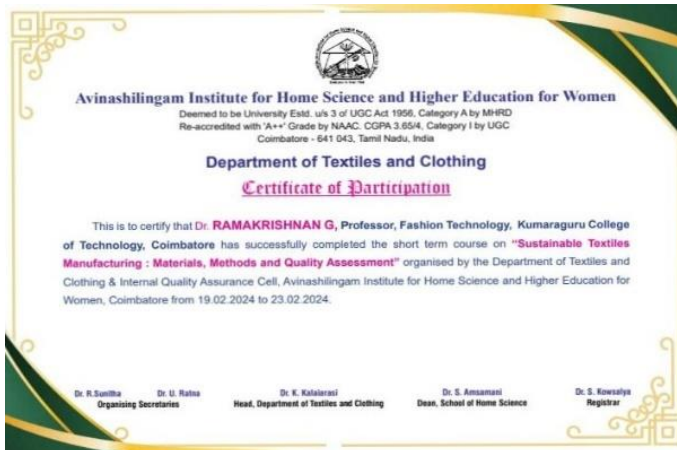 Avinashilingam Institute for Home Science and Higher Education for Women
Deemed to be University Estd. u/s 3 of UGC Act 1956, Category A by MHRD
Re-accredited with 'A++' Grade by NAAC. CGPA 3.65/4, Category I by UGC
Coimbatore - 641 043, Tamil Nadu, India
Department of Textiles and Clothing
Certificate of Participation
This is to certify that Dr. RAMAKRISHNAN G, Professor, Fashion Technology, Kumaraguru College
of Technology, Coimbatore has successfully completed the short term course on "Sustainable Textiles
Manufacturing : Materials, Methods and Quality Assessment" organised by the Department of Textiles and
Clothing & Internal Quality Assurance Cell, Avinashilingam Institute for Home Science and Higher Education for
Women, Coimbatore from 19.02.2024 to 23.02.2024.
Dr. R.Sunitha Dr. U. Ratna Dr. K. Kalaiarasi Dr. S. Amsamani Dr. S. Kowsalya
Organising Secretaries Head, Department of Textiles and Clothing Dean, School of Home Science Registrar